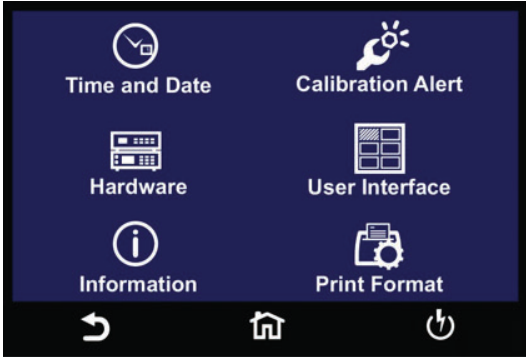 Time and Date
Calibration Alert
Hardware
User Interface
Information
Print Format